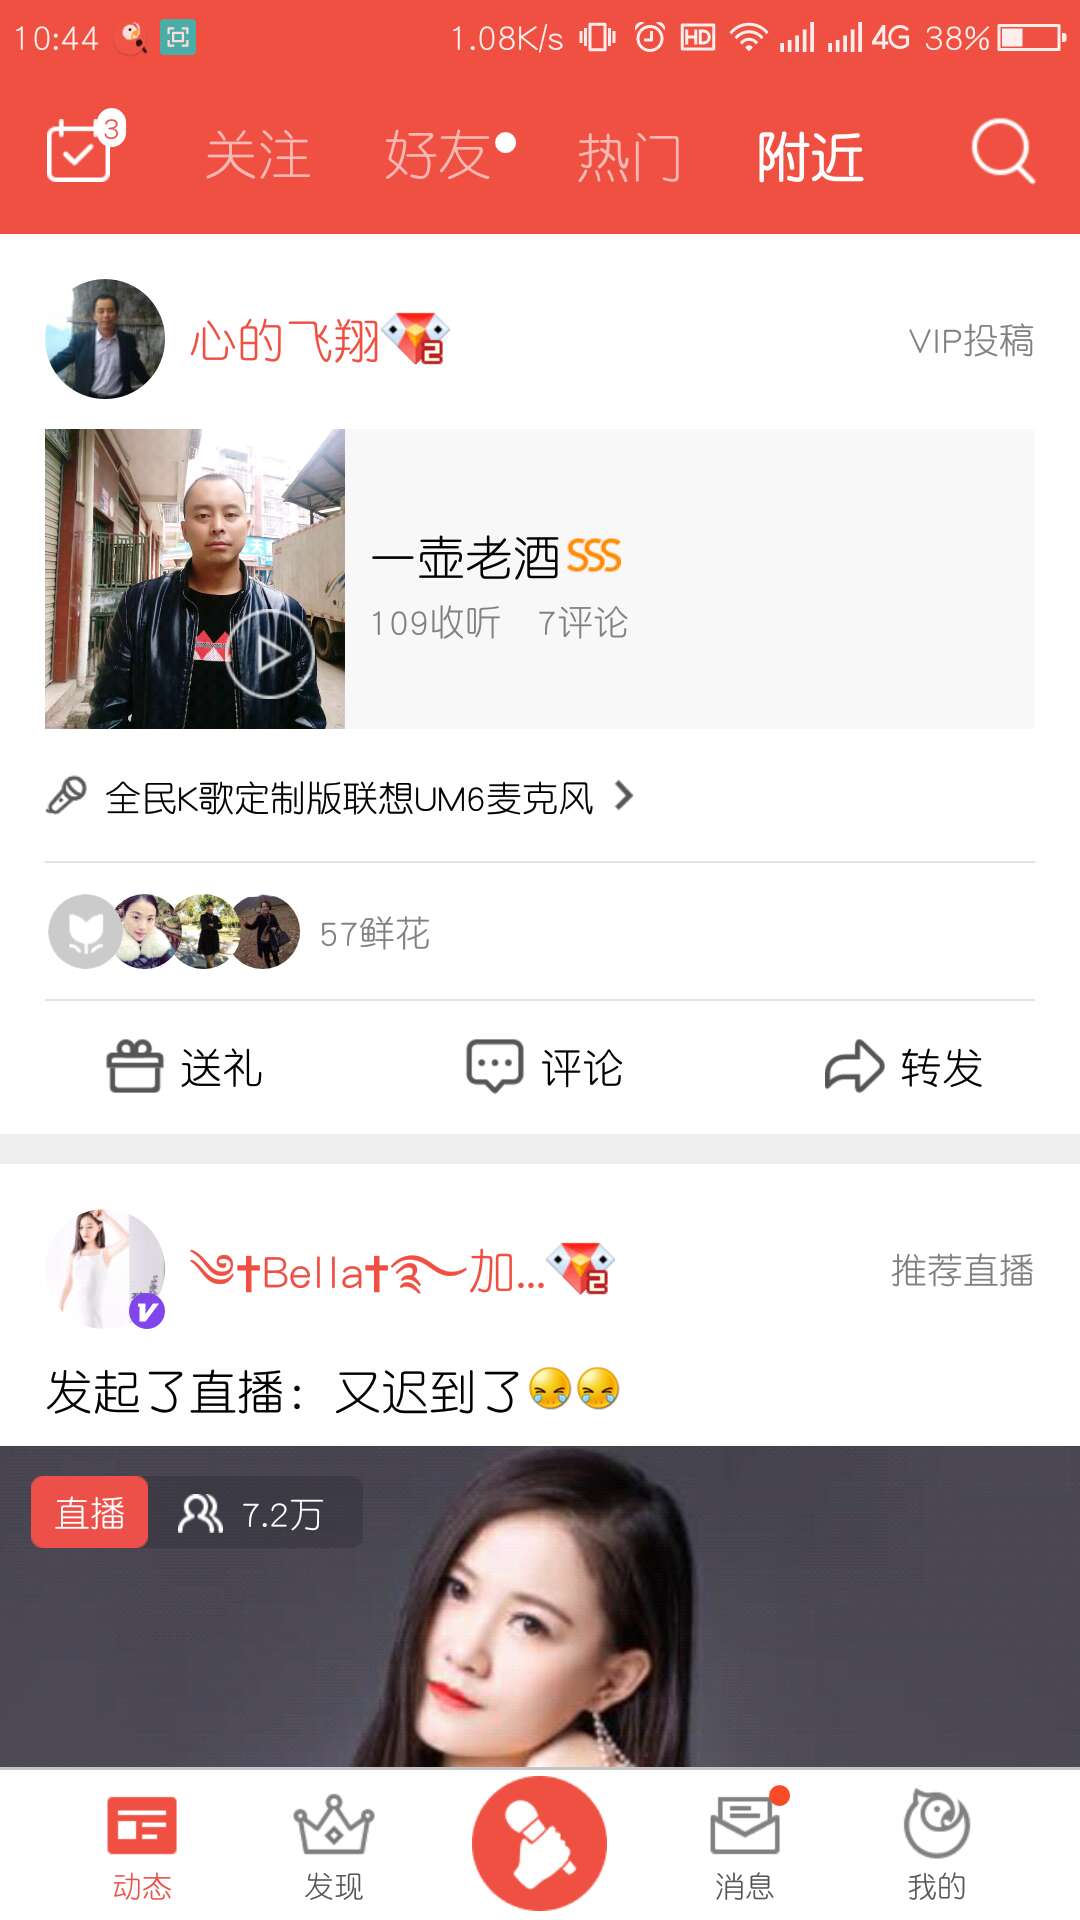 10:44 1.08K/s HD 4G 38%
3 关注 好友 热门 附近
心的飞翔 2 VIP投稿
一壶老酒 SSS
109收听 7评论
全民K歌定制版联想UM6麦克风
57鲜花
送礼 评论 转发
༄†Bella†࿐加... 2 推荐直播
v
发起了直播：又迟到了😹😹
直播 7.2万
动态 发现 消息 我的